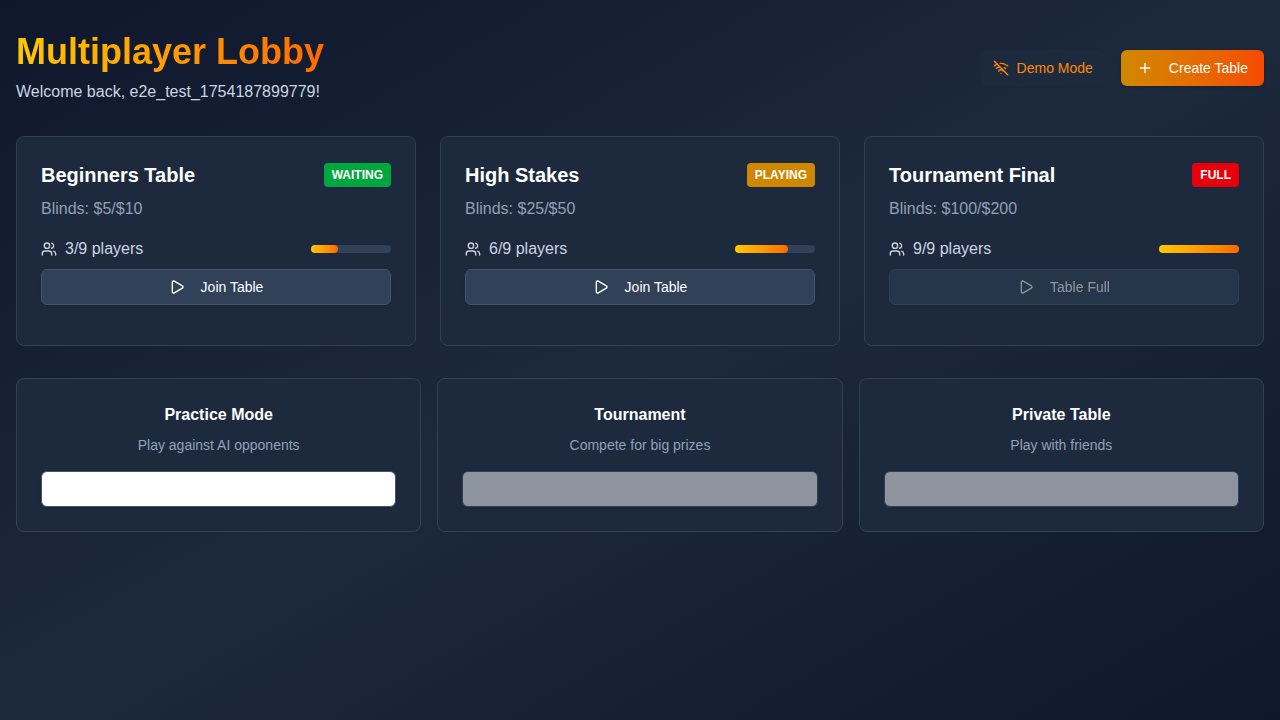 Multiplayer Lobby
Welcome back, e2e_test_1754187899779!
Demo Mode
Create Table
Beginners Table
WAITING
Blinds: $5/$10
3/9 players
Join Table
High Stakes
PLAYING
Blinds: $25/$50
6/9 players
Join Table
Tournament Final
FULL
Blinds: $100/$200
9/9 players
Table Full
Practice Mode
Play against AI opponents
Tournament
Compete for big prizes
Private Table
Play with friends